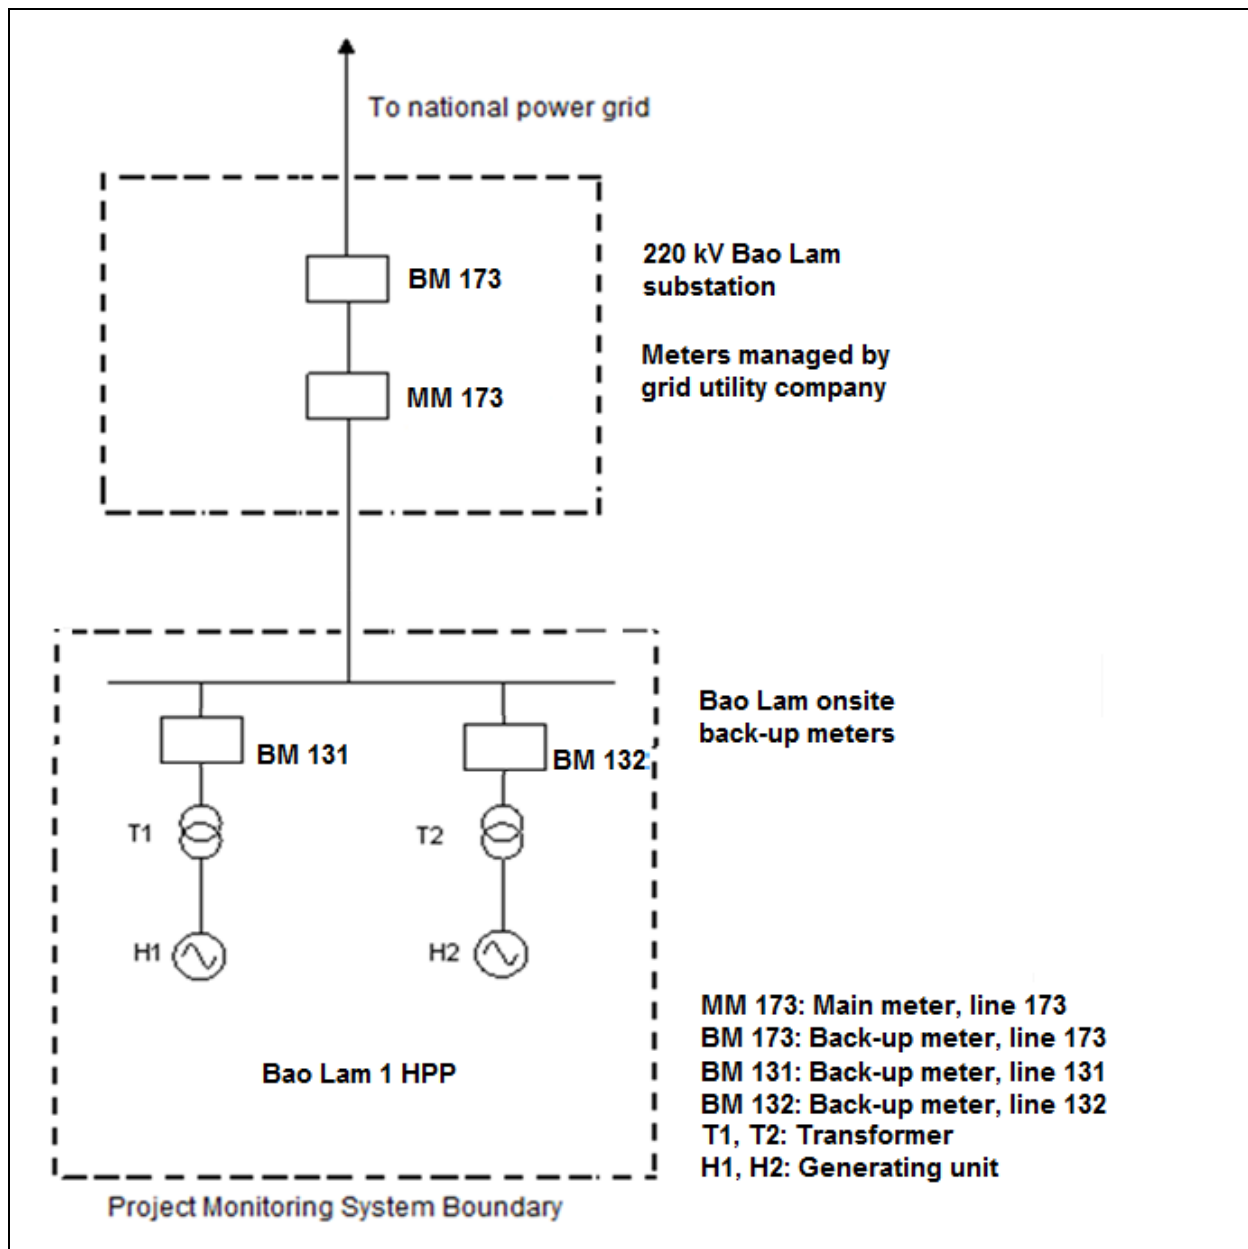 To national power grid
BM 173
220 kV Bao Lam
substation
Meters managed by
grid utility company
MM 173
Bao Lam onsite
back-up meters
BM 131
BM 132:
T1
T2
H1
H2
MM 173: Main meter, line 173
BM 173: Back-up meter, line 173
BM 131: Back-up meter, line 131
BM 132: Back-up meter, line 132
T1, T2: Transformer
H1, H2: Generating unit
Bao Lam 1 HPP
Project Monitoring System Boundary